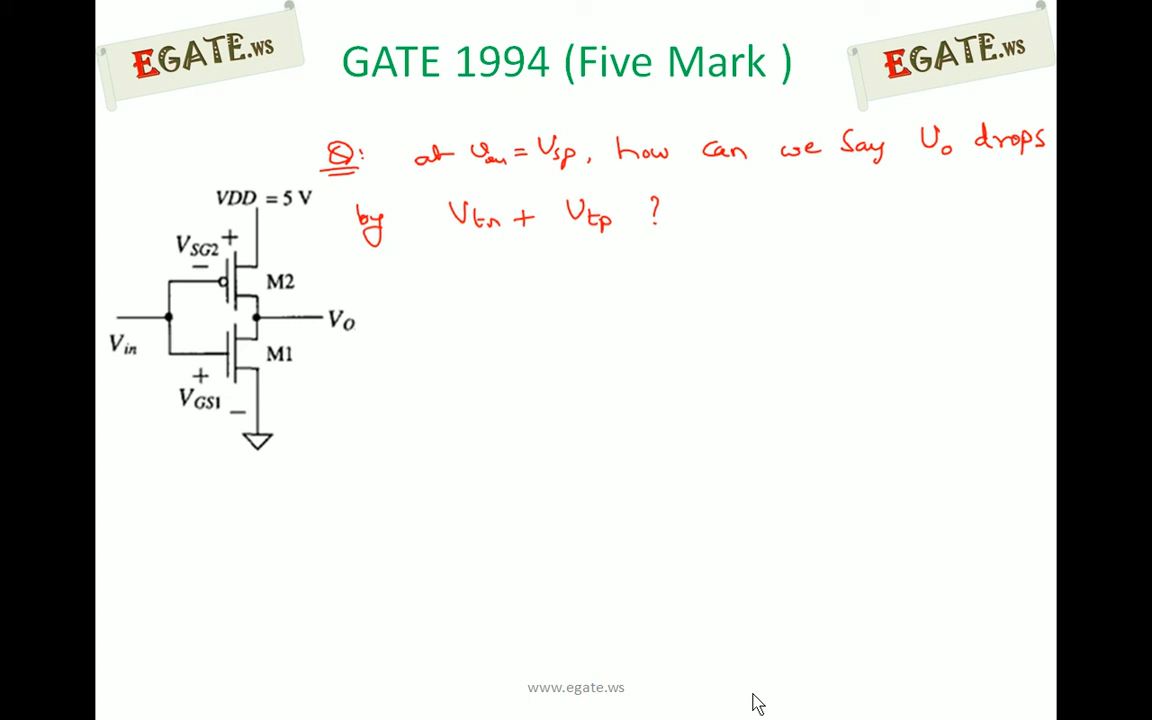 EGATE.ws
GATE 1994 (Five Mark )
EGATE.ws
Q: at Vin = Vsp, how can we say Vo drops
by Vtn + Vtp ?
VDD = 5 V
VSG2 +
−
M2
Vo
Vin
M1
+
VGS1
−
www.egate.ws